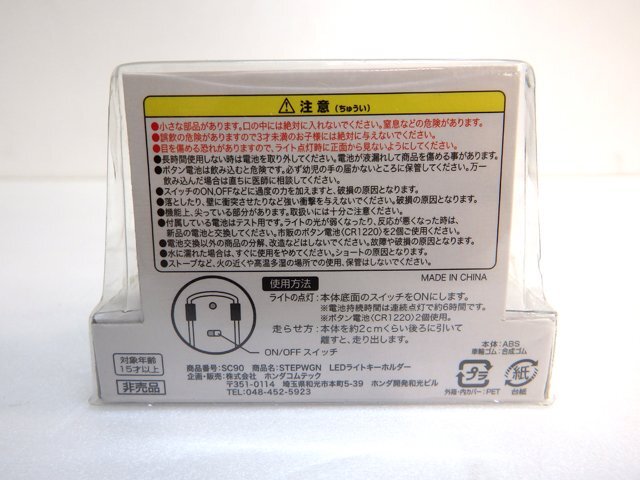 注意（ちゅうい）
●小さな部品があります。口の中には絶対に入れないでください。窒息などの危険があります。
●誤飲の危険がありますので3才未満のお子様には絶対に与えないでください。
●目を傷める恐れがありますので、ライト点灯時に正面から見ないようにしてください。
●長時間使用しない時は電池を取り外してください。電池が液漏れして商品を傷める事があります。
●ボタン電池は飲み込むと危険です。必ず幼児の手の届かないところに保管してください。万一
飲み込んだ場合は直ちに医師に相談してください。
●スイッチのON,OFFなどに過度の力を加えますと、破損の原因となります。
●落としたり、壁に衝突させたりなど強い衝撃を与えないでください。破損の原因となります。
●機能上、尖っている部分があります。取扱いには十分ご注意ください。
●付属している電池はテスト用です。ライトの光が弱くなったり、反応が悪くなった時は、
新品の電池と交換してください。市販のボタン電池（CR1220）を2個ご使用ください。
●電池交換以外の商品の分解、改造などはしないでください。故障や破損の原因となります。
●水に濡れた場合は、すぐに使用をやめてください。ショートの原因となります。
●ストーブなど、火の近くや高温多湿の場所での使用、保管はしないでください。
MADE IN CHINA
使用方法
ライトの点灯：本体底面のスイッチをONにします。
※電池持続時間は連続点灯で約6時間です。
※ボタン電池（CR1220）2個使用。
走らせ方：本体を約2cmくらい後ろに引いて
離すと、走り出します。
ON/OFF スイッチ
対象年齢
15才以上
非売品
商品番号：SC90 商品名：STEPWGN LEDライトキーホルダー
企画・販売：株式会社 ホンダコムテック
〒351-0114 埼玉県和光市本町5-39 ホンダ開発和光ビル
TEL:048-452-5923
本体：ABS
車輪ゴム：合成ゴム
プラ
外箱・内カバー：PET
紙
台紙